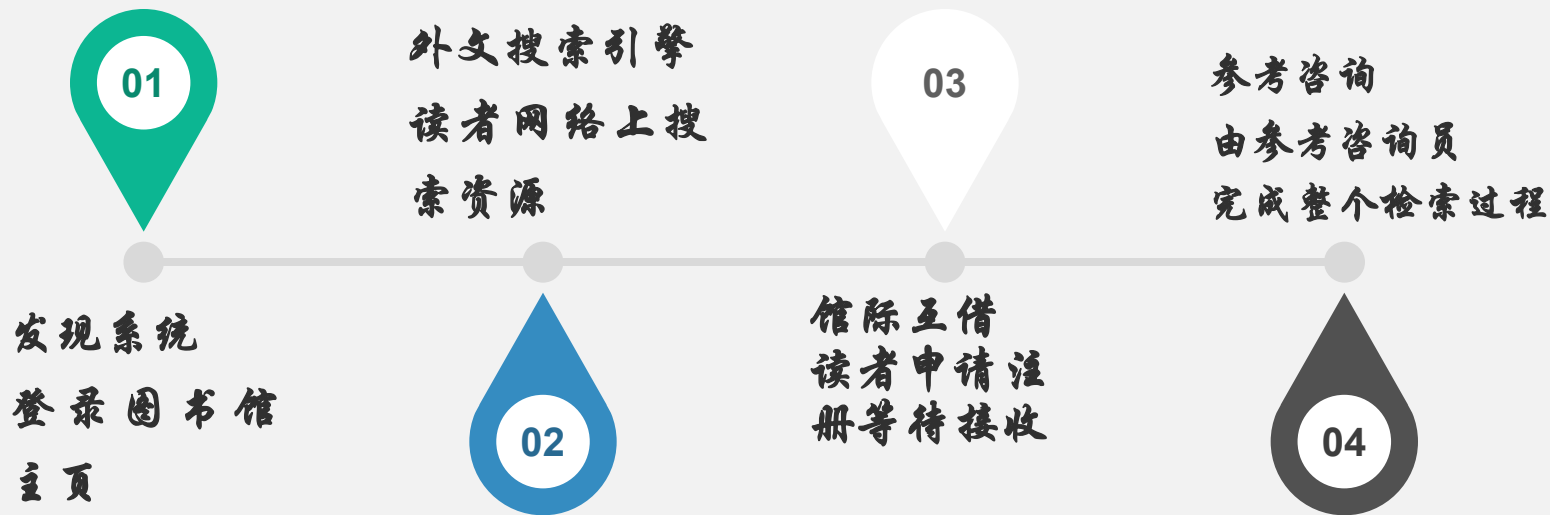 01
发现系统
登录图书馆
主页
外文搜索引擎
读者网络上搜
索资源
02
03
馆际互借
读者申请注
册等待接收
参考咨询
由参考咨询员
完成整个检索过程
04